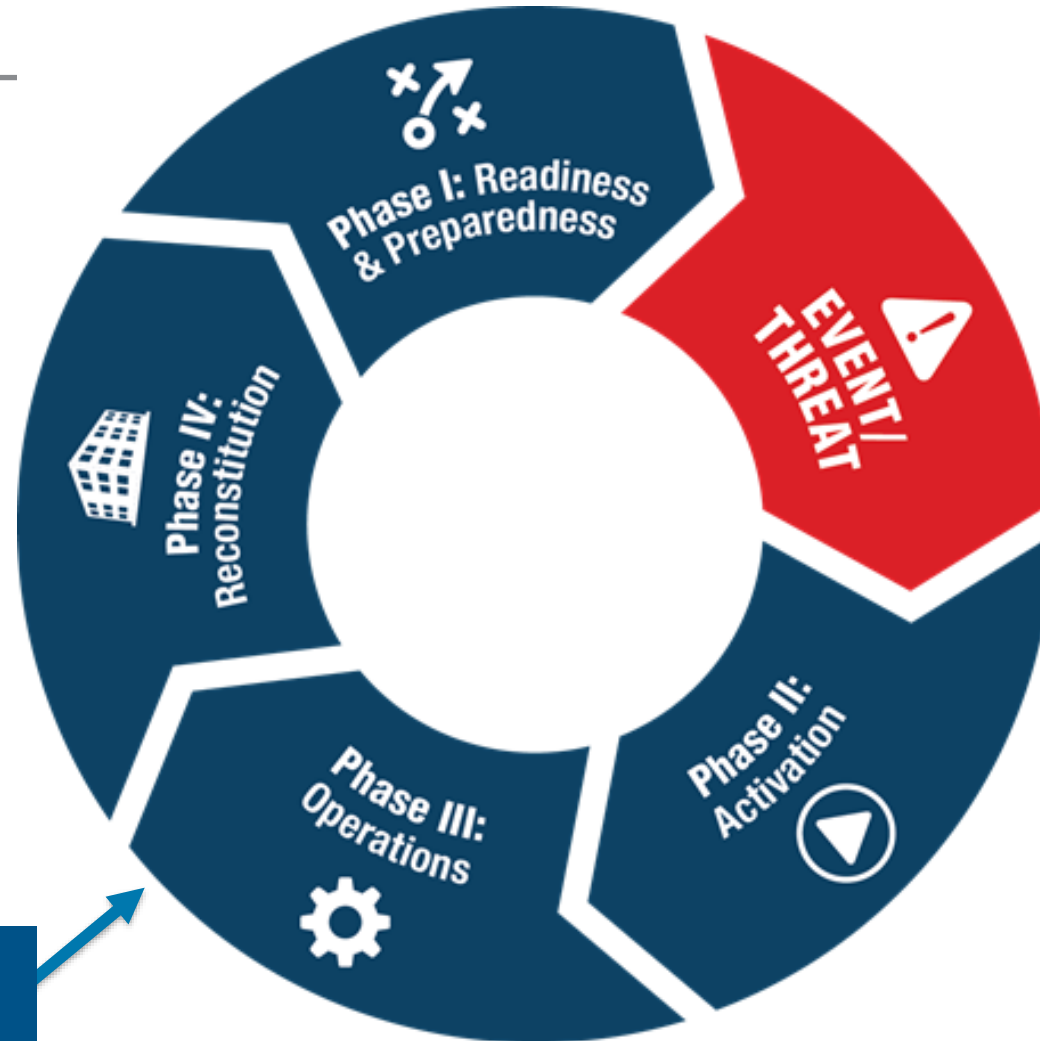 Phase I: Readiness
& Preparedness
EVENT/
THREAT
Phase II:
Activation
Phase III:
Operations
Phase IV:
Reconstitution